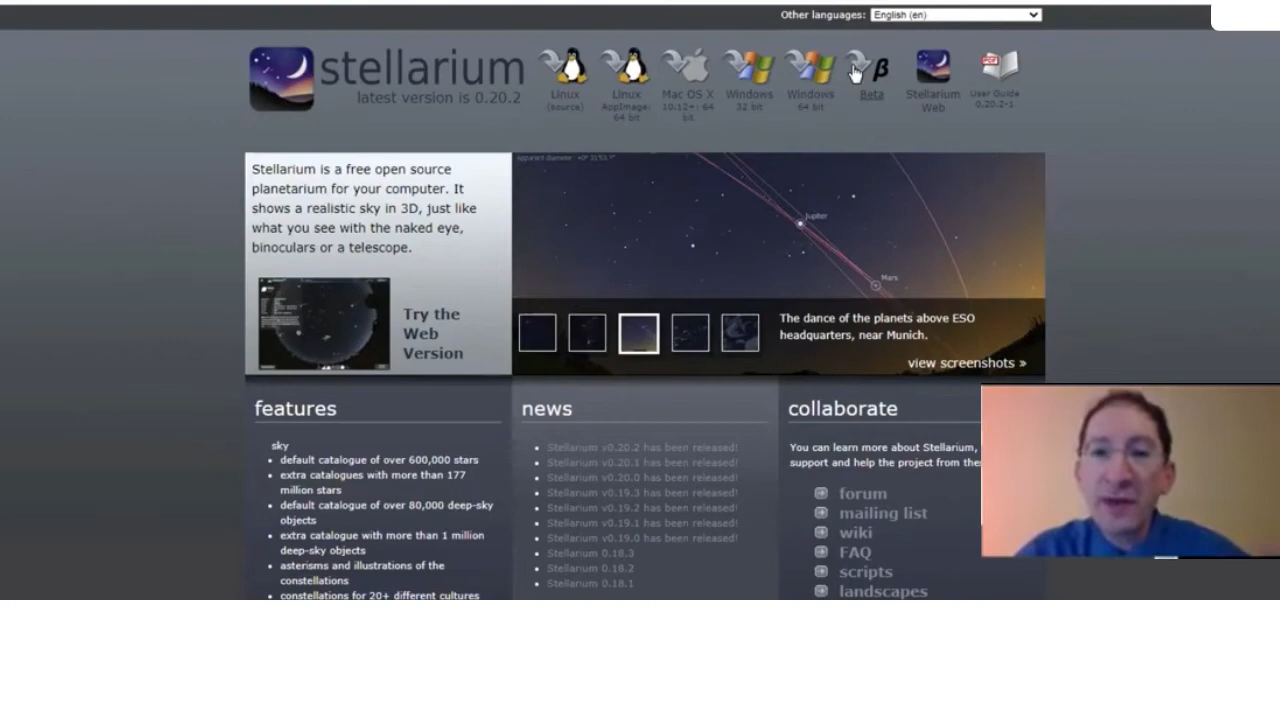 Other languages: English (en)
stellarium
latest version is 0.20.2
Linux
(source)
Linux
AppImage;
64 bit
Mac OS X
10.12+; 64
bit
Windows
32 bit
Windows
64 bit
β
Beta
Stellarium
Web
PDF
User Guide
0.20.2-1
Stellarium is a free open source
planetarium for your computer. It
shows a realistic sky in 3D, just like
what you see with the naked eye,
binoculars or a telescope.
Try the
Web
Version
Apparent diameter: +0° 31'53.7"
Jupiter
Mars
The dance of the planets above ESO
headquarters, near Munich.
view screenshots »
features
sky
default catalogue of over 600,000 stars
extra catalogues with more than 177
million stars
default catalogue of over 80,000 deep-sky
objects
extra catalogue with more than 1 million
deep-sky objects
asterisms and illustrations of the
constellations
constellations for 20+ different cultures
news
Stellarium v0.20.2 has been released!
Stellarium v0.20.1 has been released!
Stellarium v0.20.0 has been released!
Stellarium v0.19.3 has been released!
Stellarium v0.19.2 has been released!
Stellarium v0.19.1 has been released!
Stellarium v0.19.0 has been released!
Stellarium 0.18.3
Stellarium 0.18.2
Stellarium 0.18.1
collaborate
You can learn more about Stellarium,
support and help the project from the
forum
mailing list
wiki
FAQ
scripts
landscapes